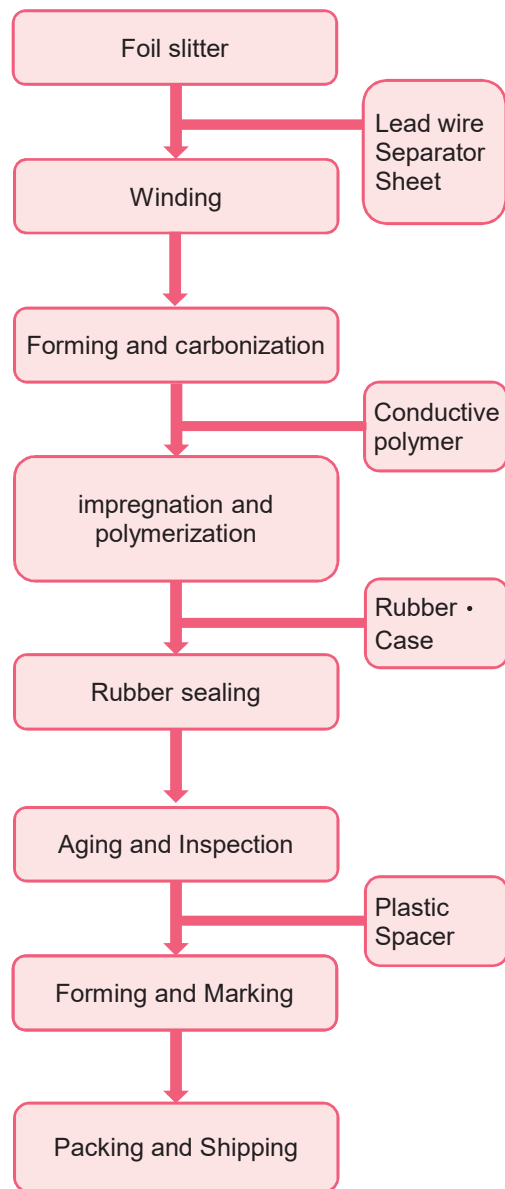 Foil slitter
Lead wire
Separator
Sheet
Winding
Forming and carbonization
Conductive
polymer
impregnation and
polymerization
Rubber・
Case
Rubber sealing
Aging and Inspection
Plastic
Spacer
Forming and Marking
Packing and Shipping